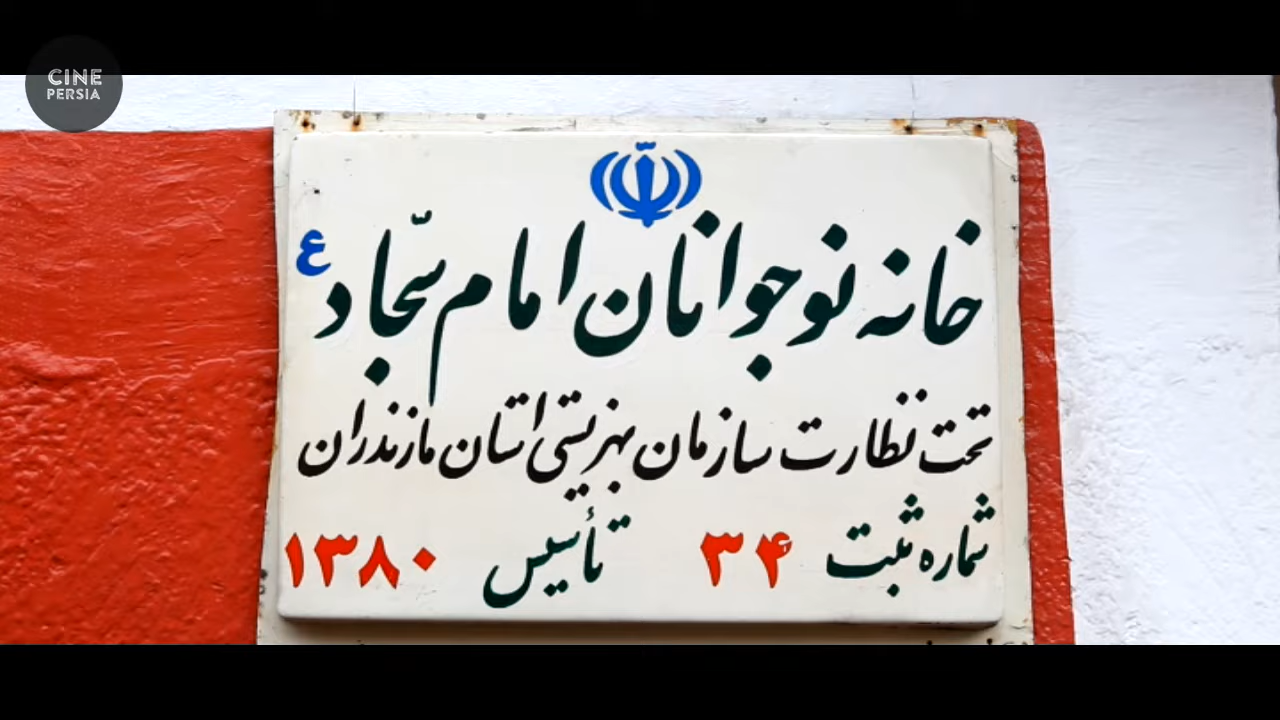 CINE
PERSIA
خانه نوجوانان امام سجّاد ع
تحت نظارت سازمان بهزیستی استان مازندران
شماره ثبت ۳۴ تأسیس ۱۳۸۰